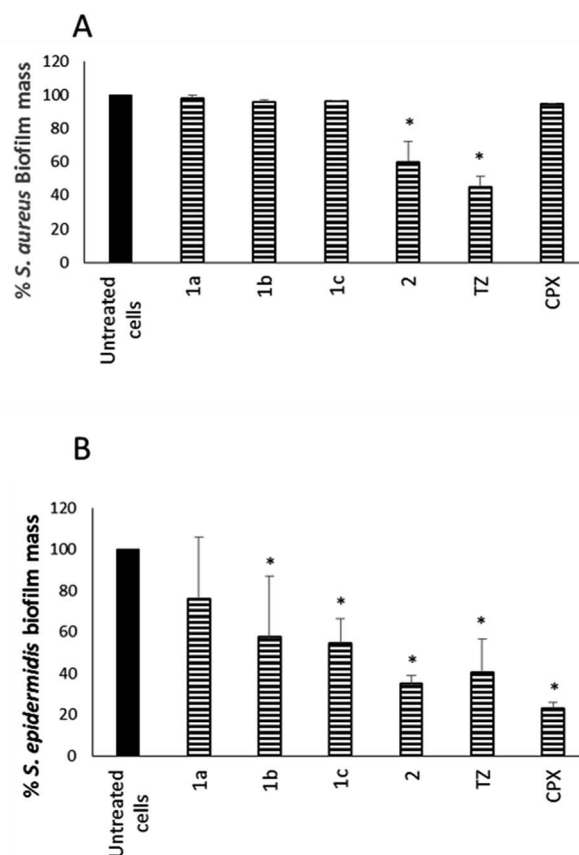 A
% S. aureus Biofilm mass
120
100
80
60
40
20
0
*
*
Untreated
cells
1a
1b
1c
2
TZ
CPX
B
% S. epidermidis biofilm mass
120
100
80
60
40
20
0
*
*
*
*
*
Untreated
cells
1a
1b
1c
2
TZ
CPX